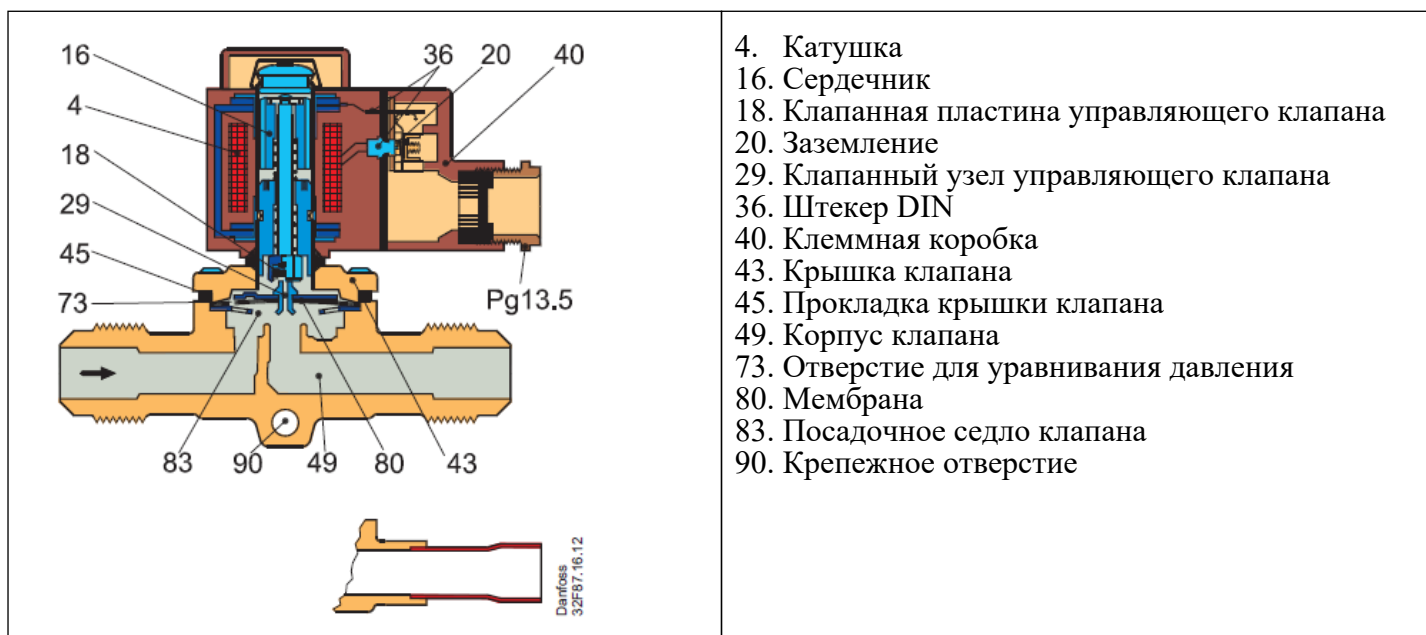 16
4
18
29
45
73
36
20
40
Pg13.5
83
90
49
80
43
Danfoss
32F87.16.12
4. Катушка
16. Сердечник
18. Клапанная пластина управляющего клапана
20. Заземление
29. Клапанный узел управляющего клапана
36. Штекер DIN
40. Клеммная коробка
43. Крышка клапана
45. Прокладка крышки клапана
49. Корпус клапана
73. Отверстие для уравнивания давления
80. Мембрана
83. Посадочное седло клапана
90. Крепежное отверстие